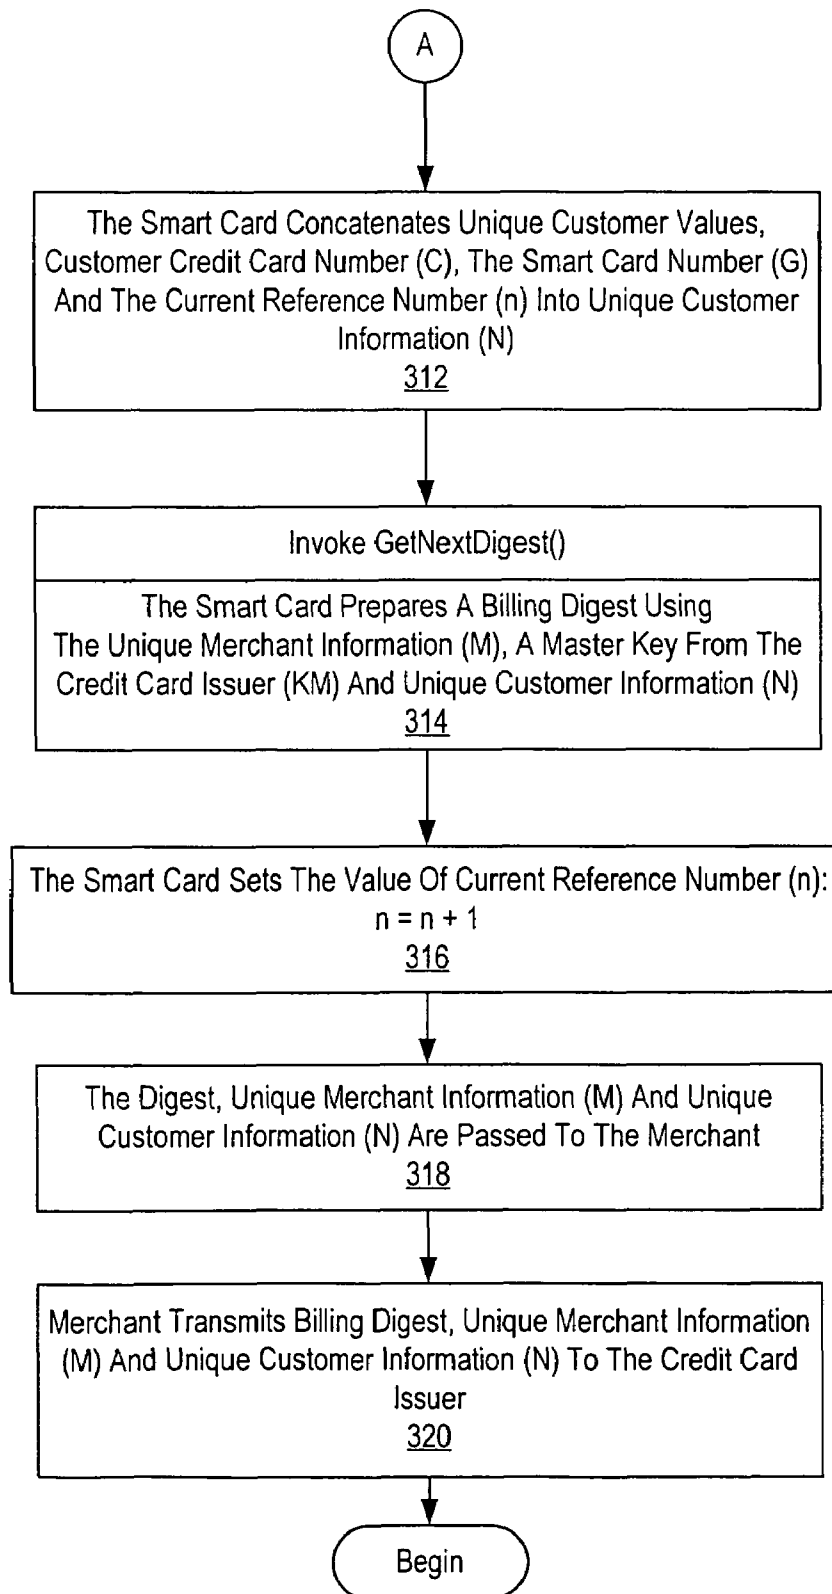 A
The Smart Card Concatenates Unique Customer Values,
Customer Credit Card Number (C), The Smart Card Number (G)
And The Current Reference Number (n) Into Unique Customer
Information (N)
312
Invoke GetNextDigest()
The Smart Card Prepares A Billing Digest Using
The Unique Merchant Information (M), A Master Key From The
Credit Card Issuer (KM) And Unique Customer Information (N)
314
The Smart Card Sets The Value Of Current Reference Number (n):
n = n + 1
316
The Digest, Unique Merchant Information (M) And Unique
Customer Information (N) Are Passed To The Merchant
318
Merchant Transmits Billing Digest, Unique Merchant Information
(M) And Unique Customer Information (N) To The Credit Card
Issuer
320
Begin